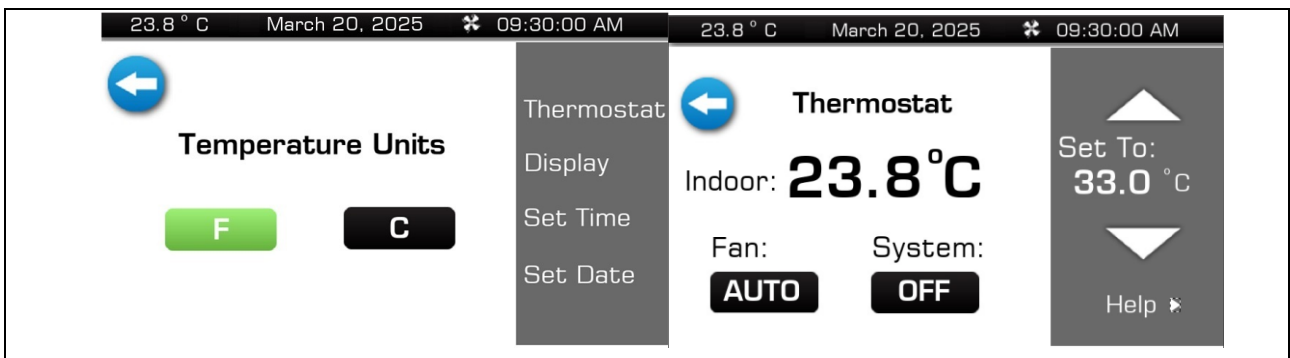 23.8 ° C March 20, 2025 09:30:00 AM
Temperature Units
F C
Thermostat
Display
Set Time
Set Date
23.8 ° C March 20, 2025 09:30:00 AM
Thermostat
Indoor: 23.8°C
Fan: System:
AUTO OFF
Set To:
33.0 °C
Help